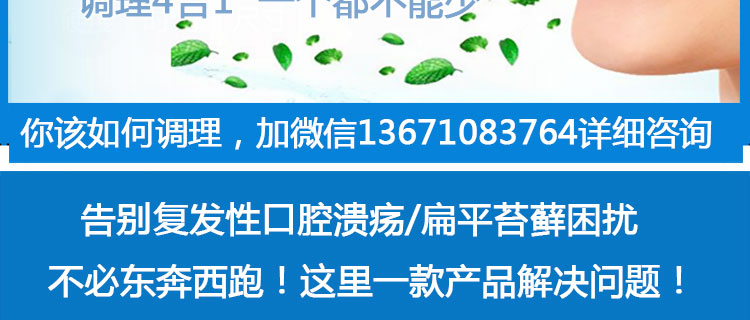 调理4合1 一个都不能少
你该如何调理，加微信13671083764详细咨询
告别复发性口腔溃疡/扁平苔藓困扰
不必东奔西跑！这里一款产品解决问题！